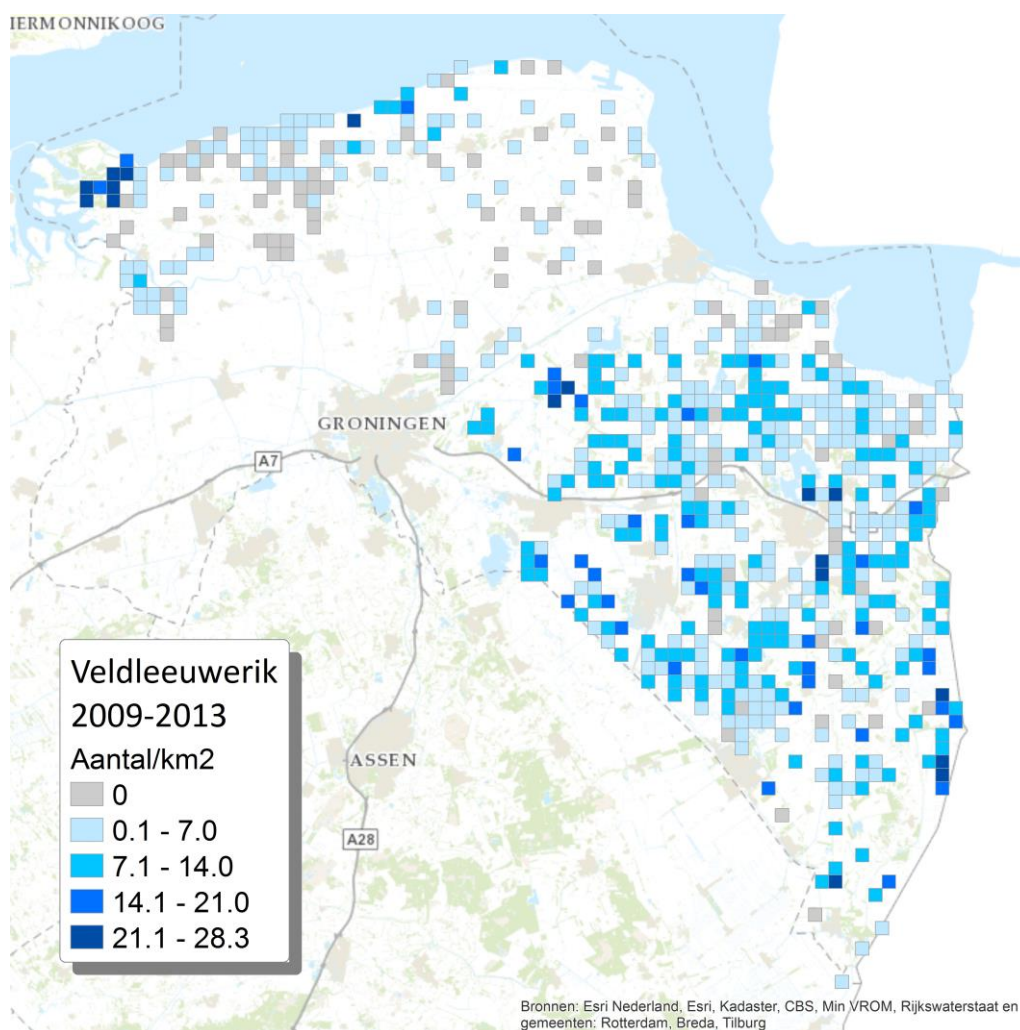 IERMONNIKOOG
GRONINGEN
A7
ASSEN
A28
Veldleeuwerik
2009-2013
Aantal/km2
0
0.1 - 7.0
7.1 - 14.0
14.1 - 21.0
21.1 - 28.3
Bronnen: Esri Nederland, Esri, Kadaster, CBS, Min VROM, Rijkswaterstaat en
gemeenten: Rotterdam, Breda, Tilburg